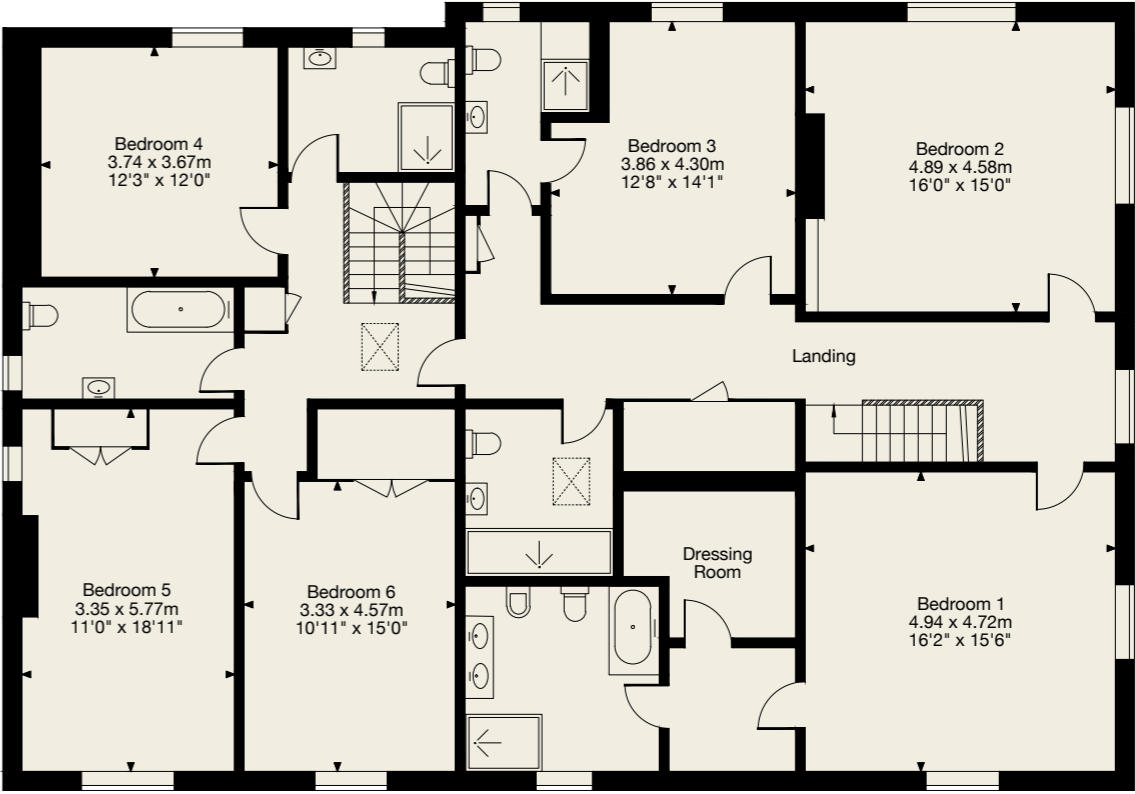 Bedroom 4
3.74 x 3.67m
12'3" x 12'0"
Bedroom 3
3.86 x 4.30m
12'8" x 14'1"
Bedroom 2
4.89 x 4.58m
16'0" x 15'0"
Landing
Bedroom 5
3.35 x 5.77m
11'0" x 18'11"
Bedroom 6
3.33 x 4.57m
10'11" x 15'0"
Dressing
Room
Bedroom 1
4.94 x 4.72m
16'2" x 15'6"